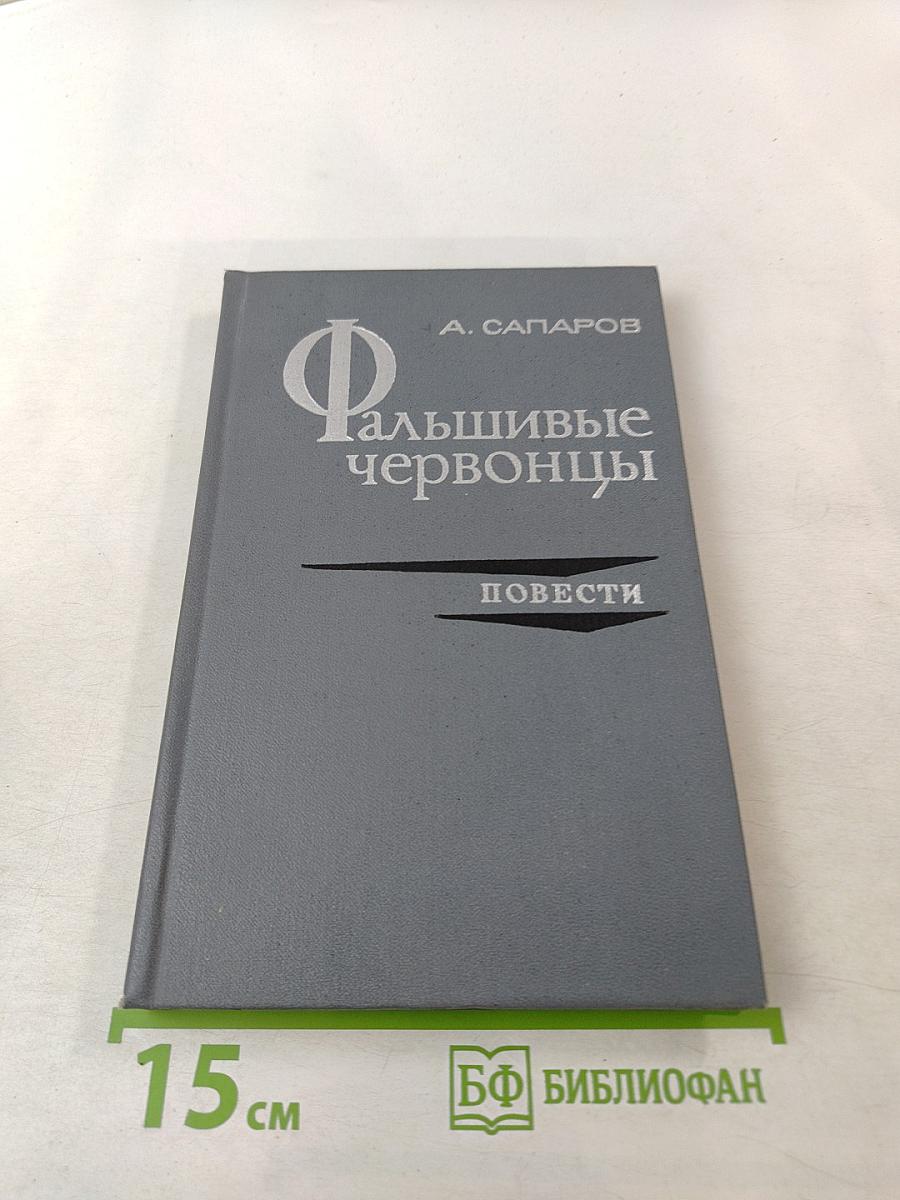 А. САПАРОВ
Фальшивые
червонцы
ПОВЕСТИ
15 см
БФ БИБЛИОФАН